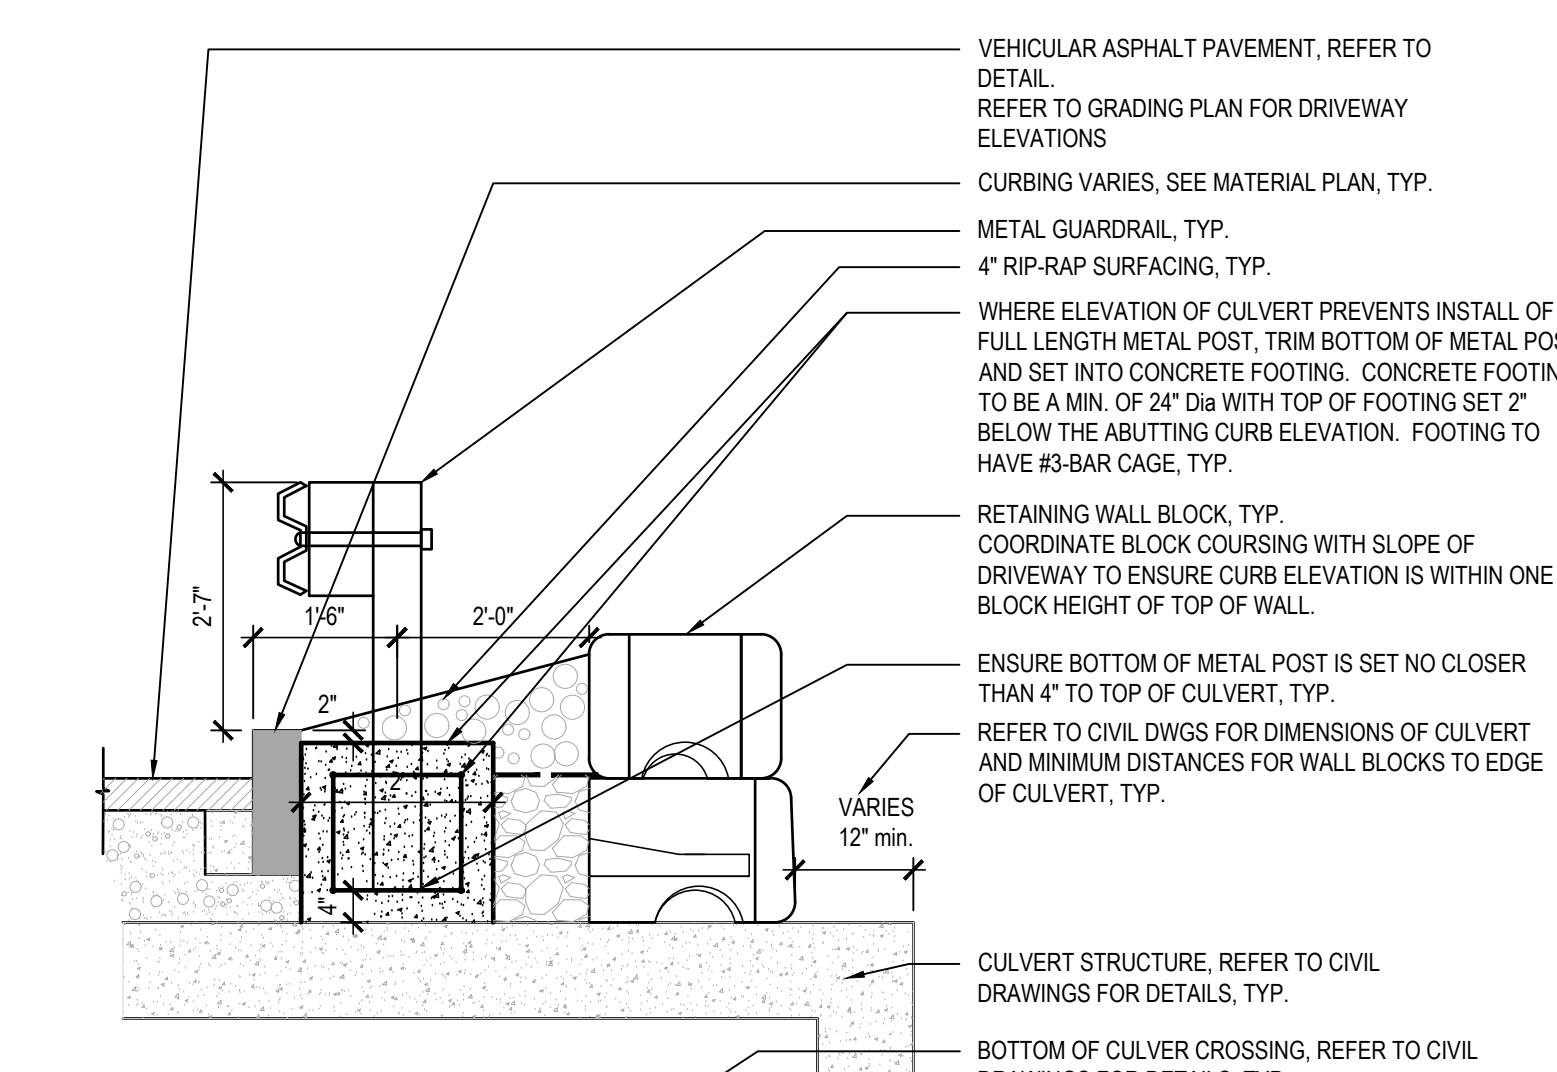 VEHICULAR ASPHALT PAVEMENT, REFER TO
DETAIL.
REFER TO GRADING PLAN FOR DRIVEWAY
ELEVATIONS
CURBING VARIES, SEE MATERIAL PLAN, TYP.
METAL GUARDRAIL, TYP.
4" RIP-RAP SURFACING, TYP.
WHERE ELEVATION OF CULVERT PREVENTS INSTALL OF
FULL LENGTH METAL POST, TRIM BOTTOM OF METAL
AND SET INTO CONCRETE FOOTING. CONCRETE
TO BE A MIN. OF 24" Dia WITH TOP OF FOOTING SET 2"
BELOW THE ABUTTING CURB ELEVATION. FOOTING TO
HAVE #3-BAR CAGE, TYP.
RETAINING WALL BLOCK, TYP.
COORDINATE BLOCK COURSING WITH SLOPE OF
DRIVEWAY TO ENSURE CURB ELEVATION IS WITHIN ONE
BLOCK HEIGHT OF TOP OF WALL.
2'-7"
1'-6"
2'-0"
ENSURE BOTTOM OF METAL POST IS SET NO CLOSER
THAN 4" TO TOP OF CULVERT, TYP.
2"
REFER TO CIVIL DWGS FOR DIMENSIONS OF CULVERT
AND MINIMUM DISTANCES FOR WALL BLOCKS TO EDGE
OF CULVERT, TYP.
2'
VARIES
12" min.
4"
CULVERT STRUCTURE, REFER TO CIVIL
DRAWINGS FOR DETAILS, TYP.
BOTTOM OF CULVER CROSSING, REFER TO CIVIL